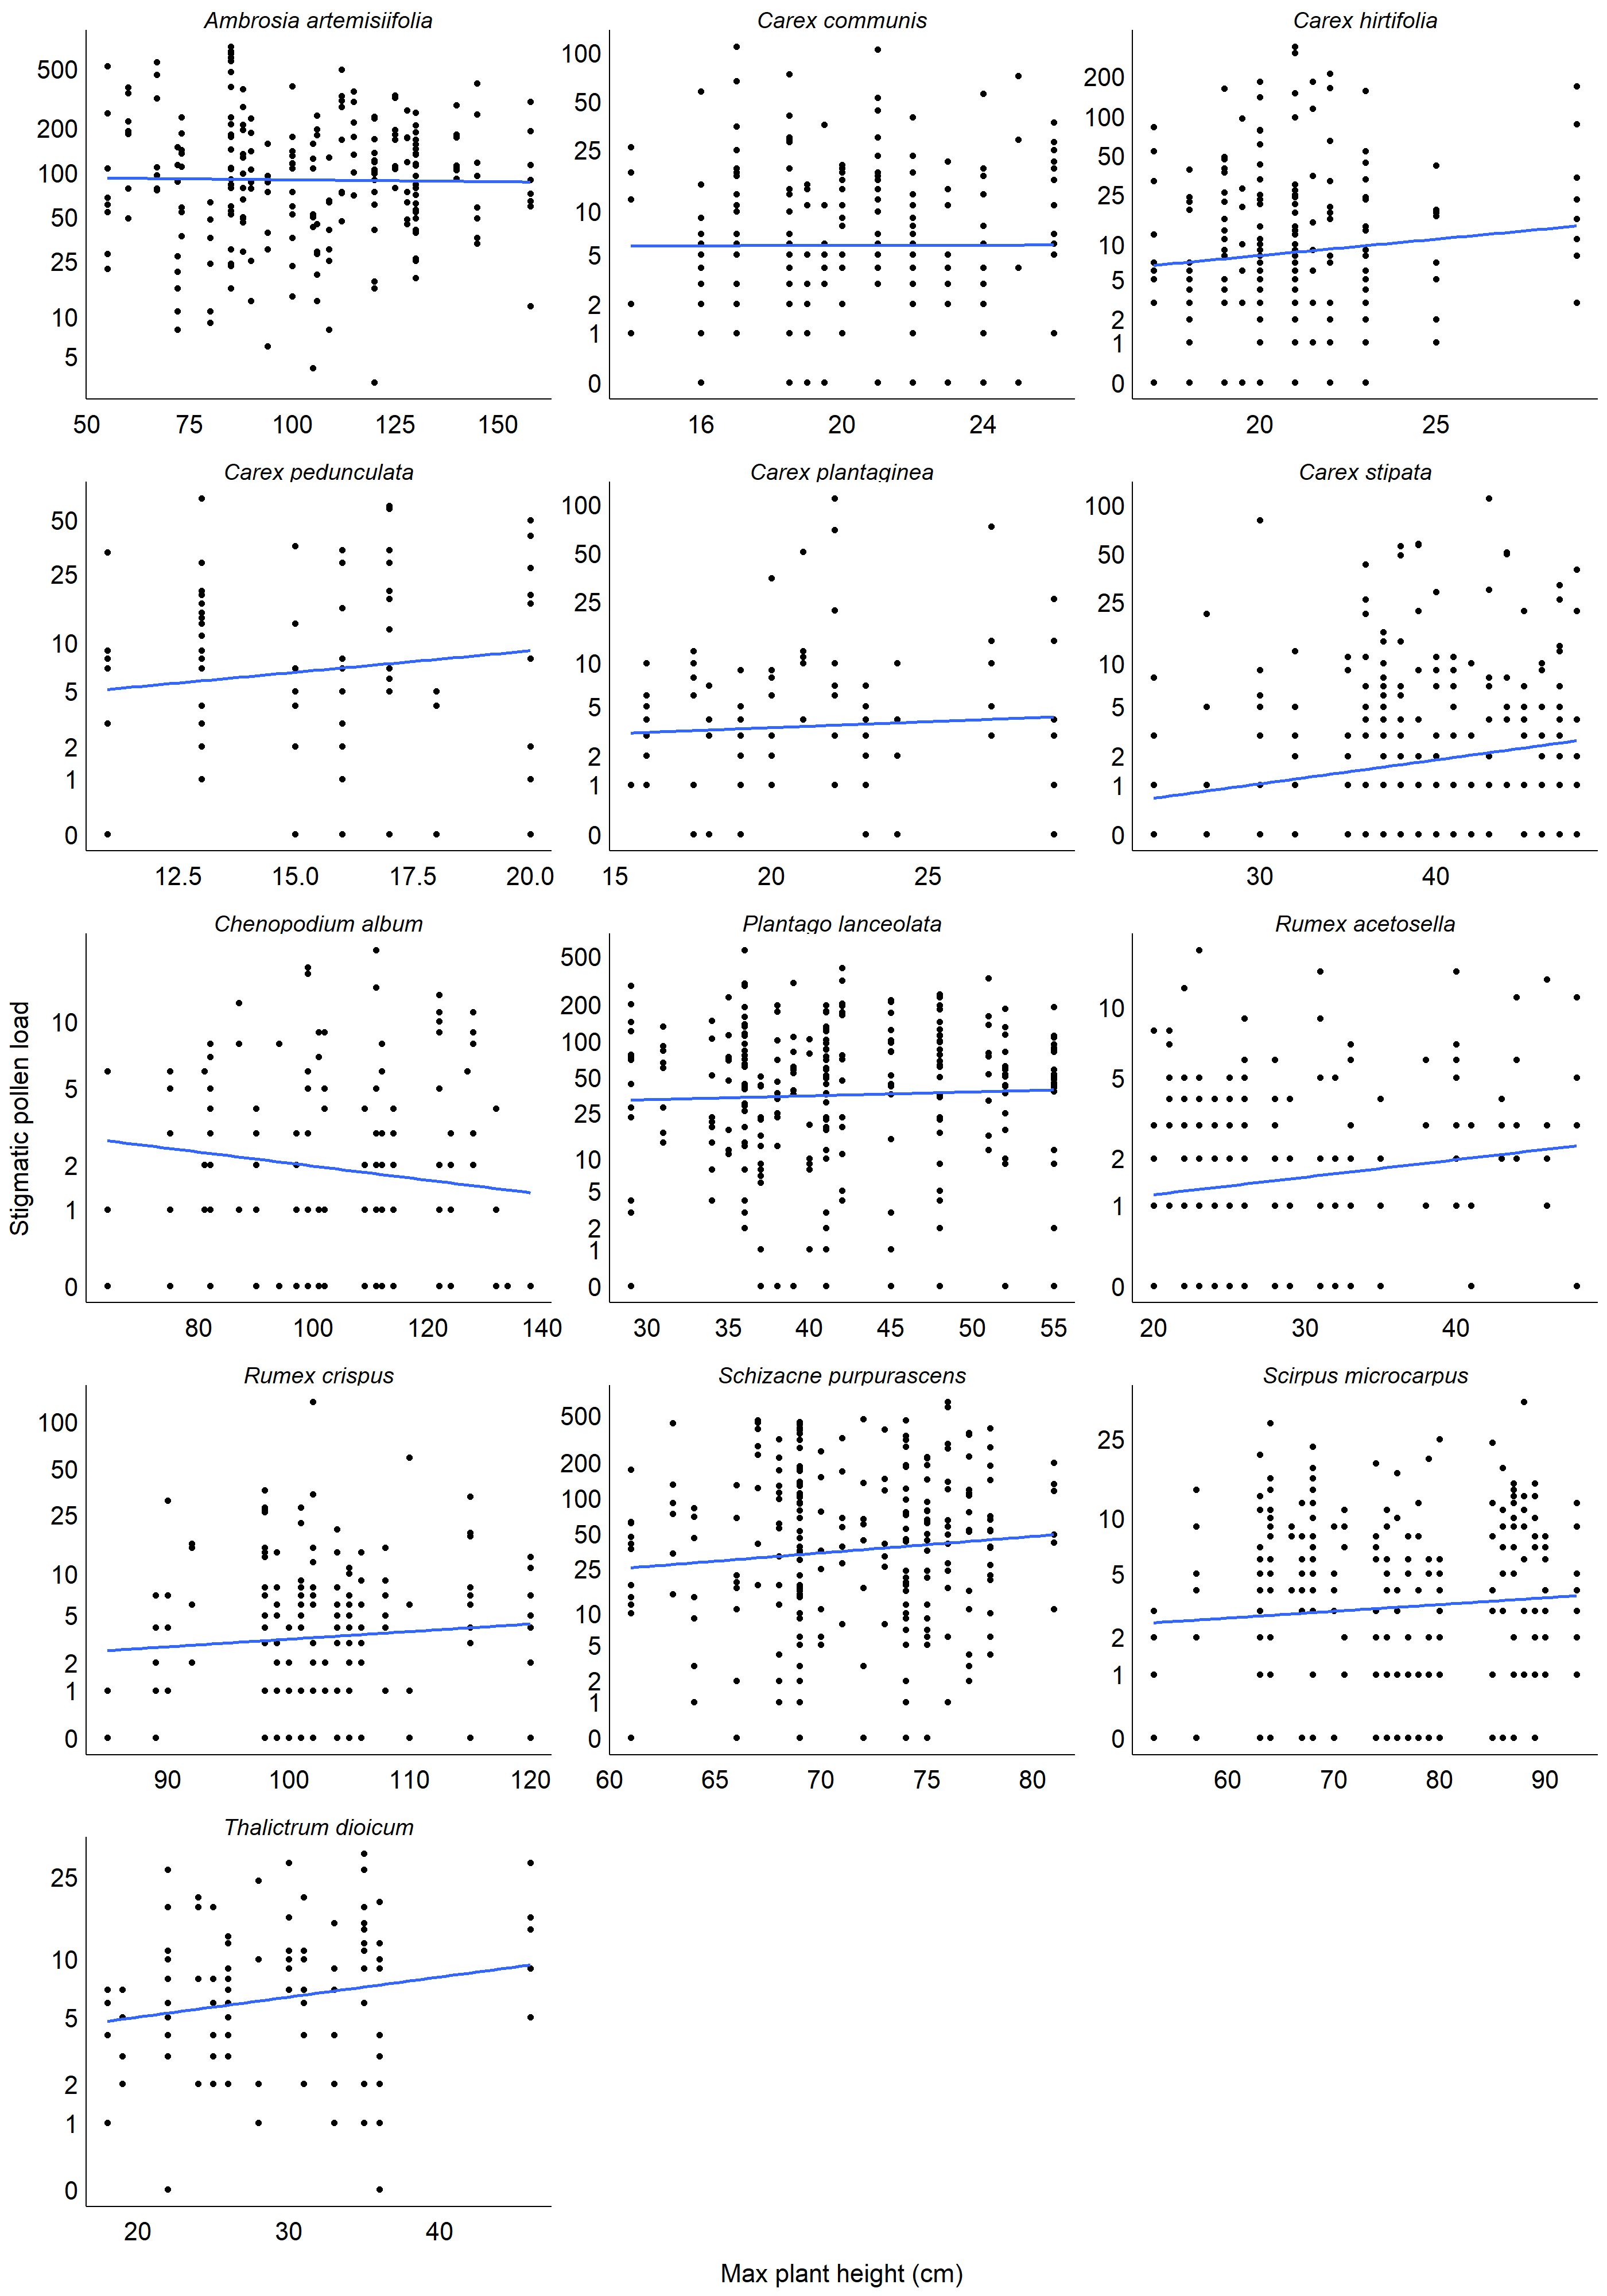 Ambrosia artemisiifolia Carex communis Carex hirtifolia
500 200 100 50 25 10 5
50 75 100 125 150
100 50 25 10 5 2 1 0
16 20 24
200 100 50 25 10 5 2 1 0
20 25
Carex pedunculata Carex plantaginea Carex stipata
50 25 10 5 2 1 0
12.5 15.0 17.5 20.0
100 50 25 10 5 2 1 0
15 20 25
100 50 25 10 5 2 1 0
30 40
Chenopodium album Plantago lanceolata Rumex acetosella
10 5 2 1 0
80 100 120 140
500 200 100 50 25 10 5 2 1 0
30 35 40 45 50 55
10 5 2 1 0
20 30 40
Stigmatic pollen load
Rumex crispus Schizacne purpurascens Scirpus microcarpus
100 50 25 10 5 2 1 0
90 100 110 120
500 200 100 50 25 10 5 2 1 0
60 65 70 75 80
25 10 5 2 1 0
60 70 80 90
Thalictrum dioicum
25 10 5 2 1 0
20 30 40
Max plant height (cm)